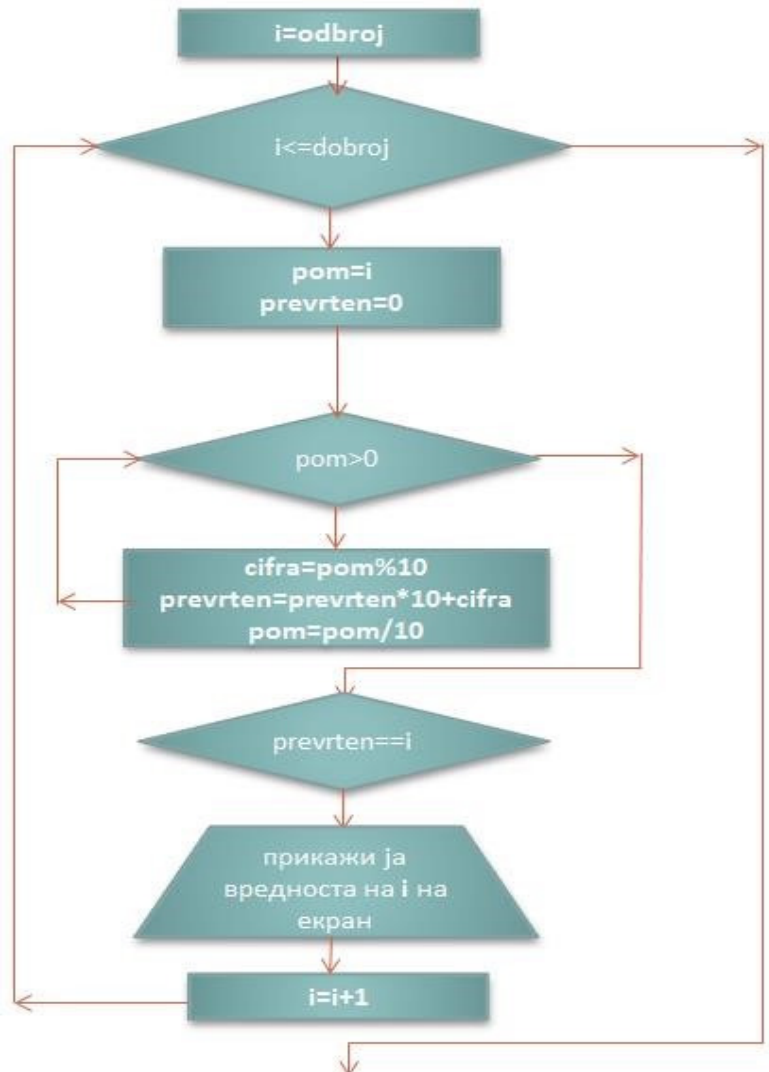 i=odbroj
i<=dobroj
pom=i
prevrten=0
pom>0
cifra=pom%10
prevrten=prevrten*10+cifra
pom=pom/10
prevrten==i
прикажи ја
вредноста на i на
екран
i=i+1